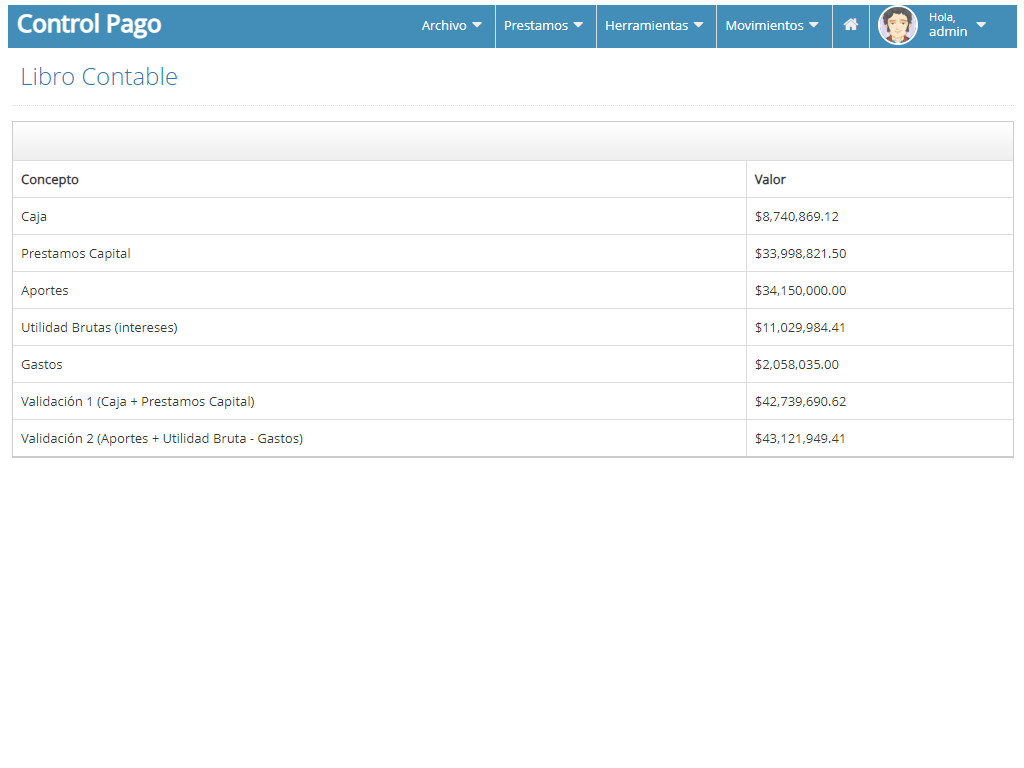 Control Pago
Archivo Prestamos Herramientas Movimientos Hola, admin
Libro Contable
Concepto Valor
Caja $8,740,869.12
Prestamos Capital $33,998,821.50
Aportes $34,150,000.00
Utilidad Brutas (intereses) $11,029,984.41
Gastos $2,058,035.00
Validación 1 (Caja + Prestamos Capital) $42,739,690.62
Validación 2 (Aportes + Utilidad Bruta - Gastos) $43,121,949.41